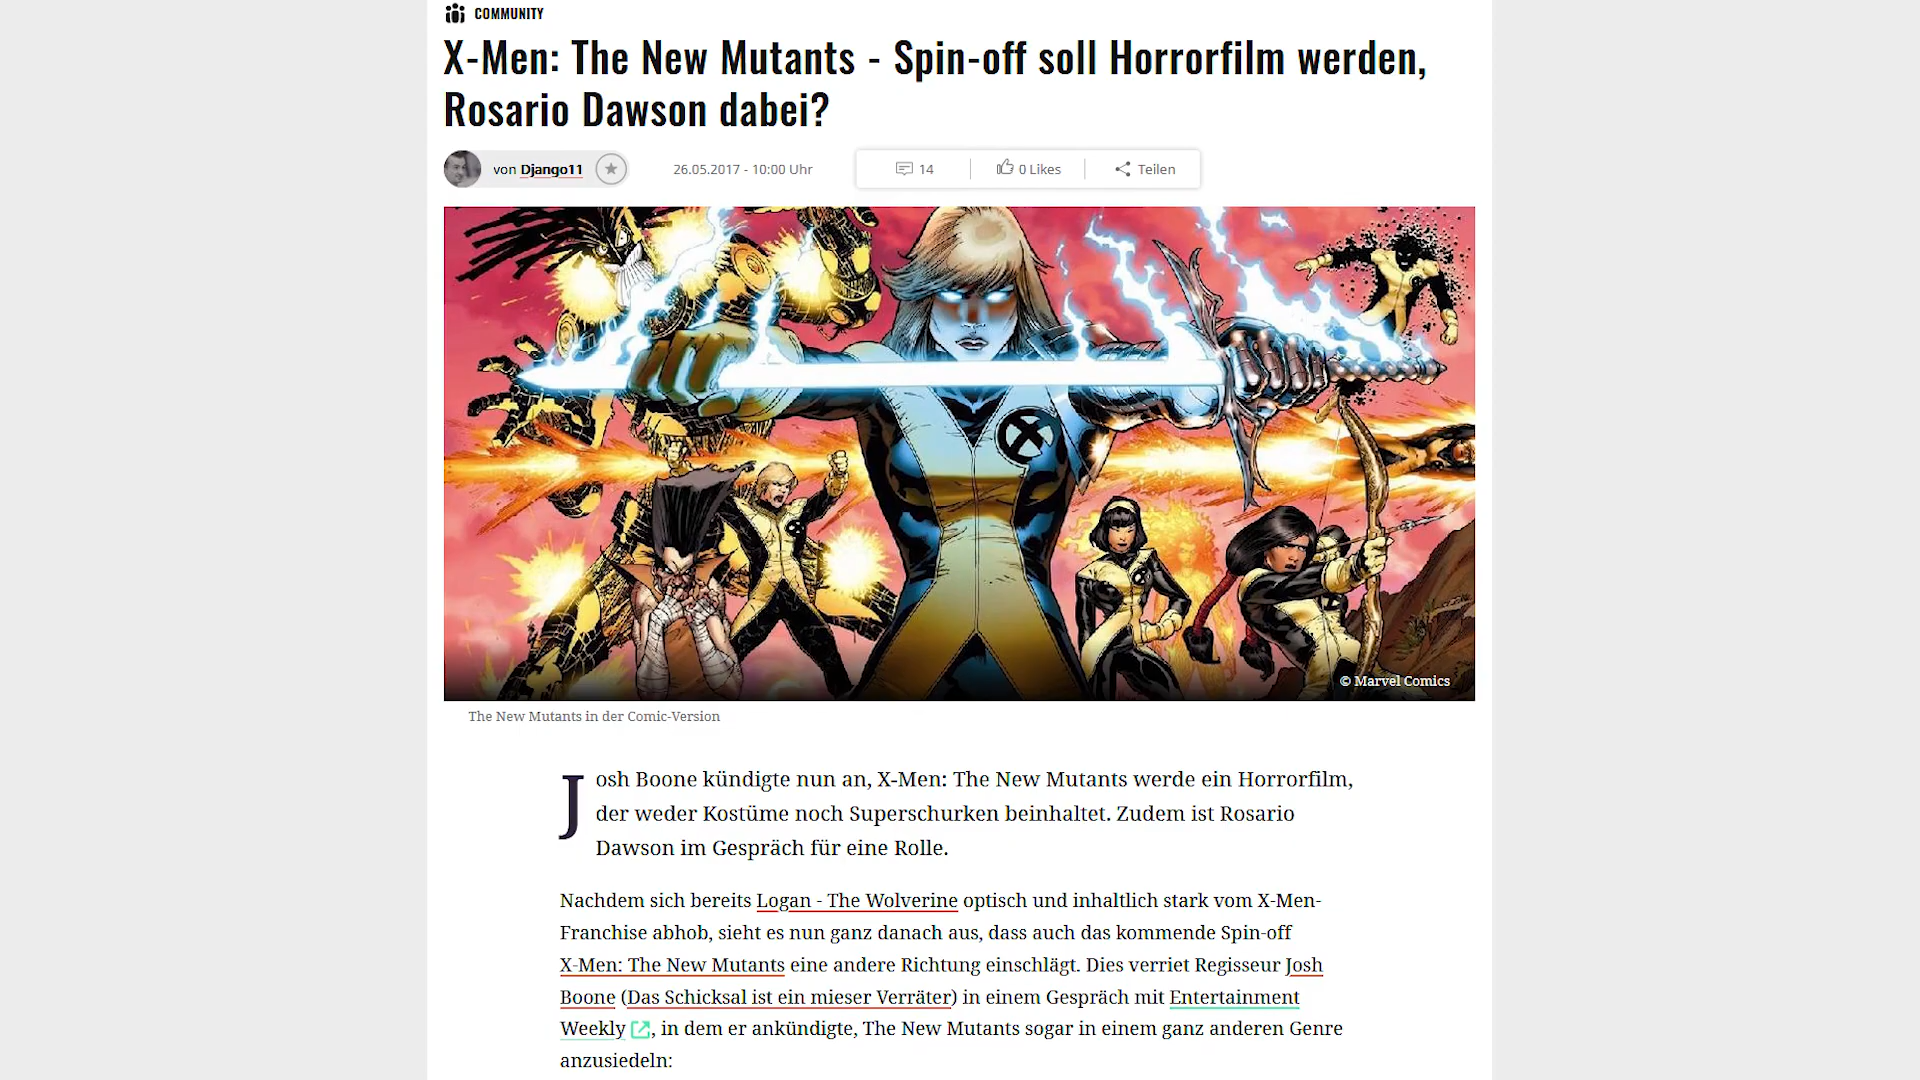 COMMUNITY
X-Men: The New Mutants - Spin-off soll Horrorfilm werden,
Rosario Dawson dabei?
von Django11
26.05.2017 - 10:00 Uhr
14
0 Likes
Teilen
© Marvel Comics
The New Mutants in der Comic-Version
Josh Boone kündigte nun an, X-Men: The New Mutants werde ein Horrorfilm,
der weder Kostüme noch Superschurken beinhaltet. Zudem ist Rosario
Dawson im Gespräch für eine Rolle.
Nachdem sich bereits Logan - The Wolverine optisch und inhaltlich stark vom X-Men-
Franchise abhob, sieht es nun ganz danach aus, dass auch das kommende Spin-off
X-Men: The New Mutants eine andere Richtung einschlägt. Dies verriet Regisseur Josh
Boone (Das Schicksal ist ein mieser Verräter) in einem Gespräch mit Entertainment
Weekly, in dem er ankündigte, The New Mutants sogar in einem ganz anderen Genre
anzusiedeln: